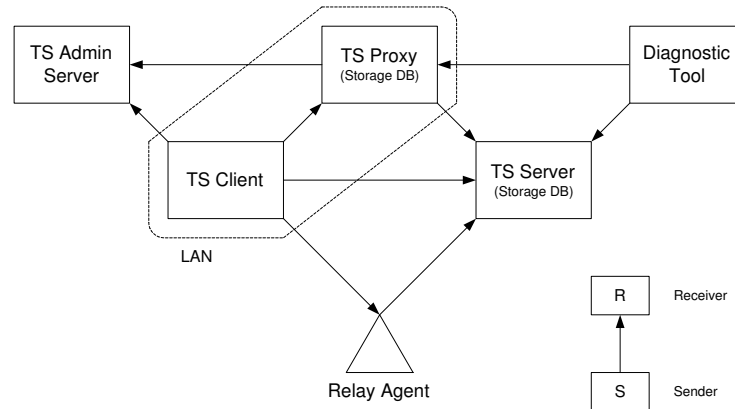 TS Admin
Server
TS Proxy
(Storage DB)
Diagnostic
Tool
TS Client
TS Server
(Storage DB)
LAN
Relay Agent
R
Receiver
S
Sender